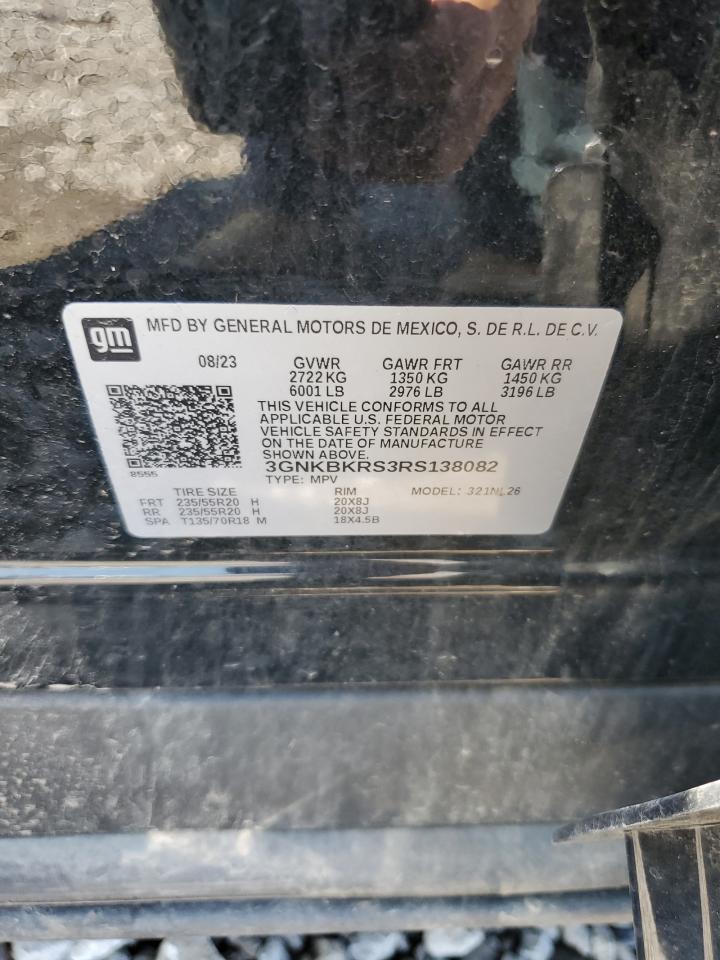 gm MFD BY GENERAL MOTORS DE MEXICO, S. DE R.L. DE C.V.
08/23 GVWR GAWR FRT GAWR RR
2722 KG 1350 KG 1450 KG
6001 LB 2976 LB 3196 LB
THIS VEHICLE CONFORMS TO ALL
APPLICABLE U.S. FEDERAL MOTOR
VEHICLE SAFETY STANDARDS IN EFFECT
ON THE DATE OF MANUFACTURE
SHOWN ABOVE.
3GNKBKRS3RS138082
8555 TYPE: MPV
TIRE SIZE RIM MODEL: 321NL26
FRT 235/55R20 H 20X8J
RR 235/55R20 H 20X8J
SPA T135/70R18 M 18X4.5B